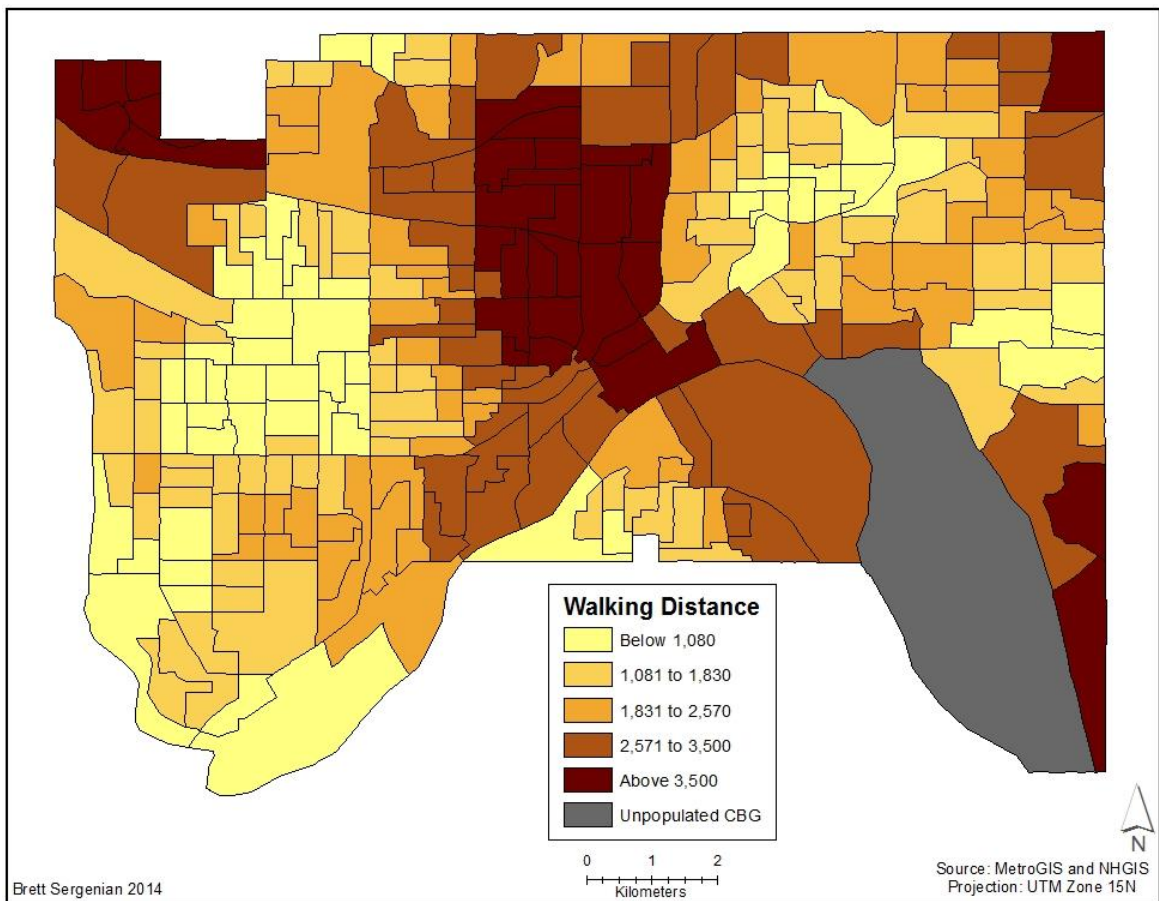 Walking Distance
Below 1,080
1,081 to 1,830
1,831 to 2,570
2,571 to 3,500
Above 3,500
Unpopulated CBG
0 1 2
Kilometers
N
Brett Sergenian 2014
Source: MetroGIS and NHGIS
Projection: UTM Zone 15N